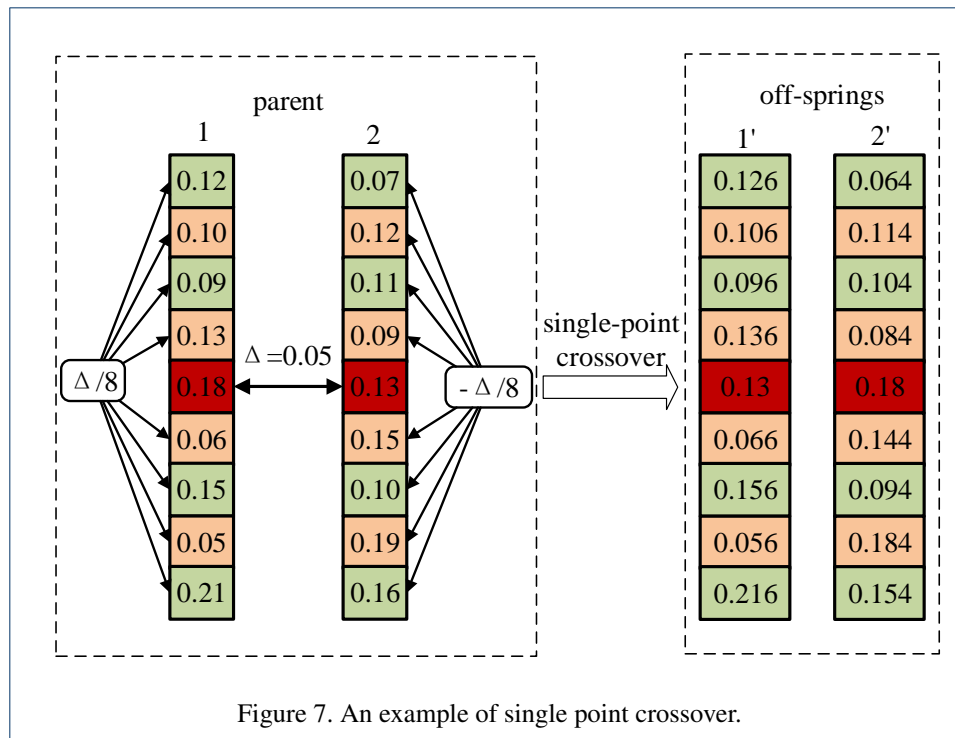 parent
off-springs
1 2
1' 2'
0.12 0.07 0.126 0.064
0.10 0.12 0.106 0.114
0.09 0.11 0.096 0.104
0.13 0.09 0.136 0.084
single-point
crossover
Δ=0.05
Δ/8 0.18 0.13 -Δ/8 0.13 0.18
0.06 0.15 0.066 0.144
0.15 0.10 0.156 0.094
0.05 0.19 0.056 0.184
0.21 0.16 0.216 0.154
Figure 7. An example of single point crossover.